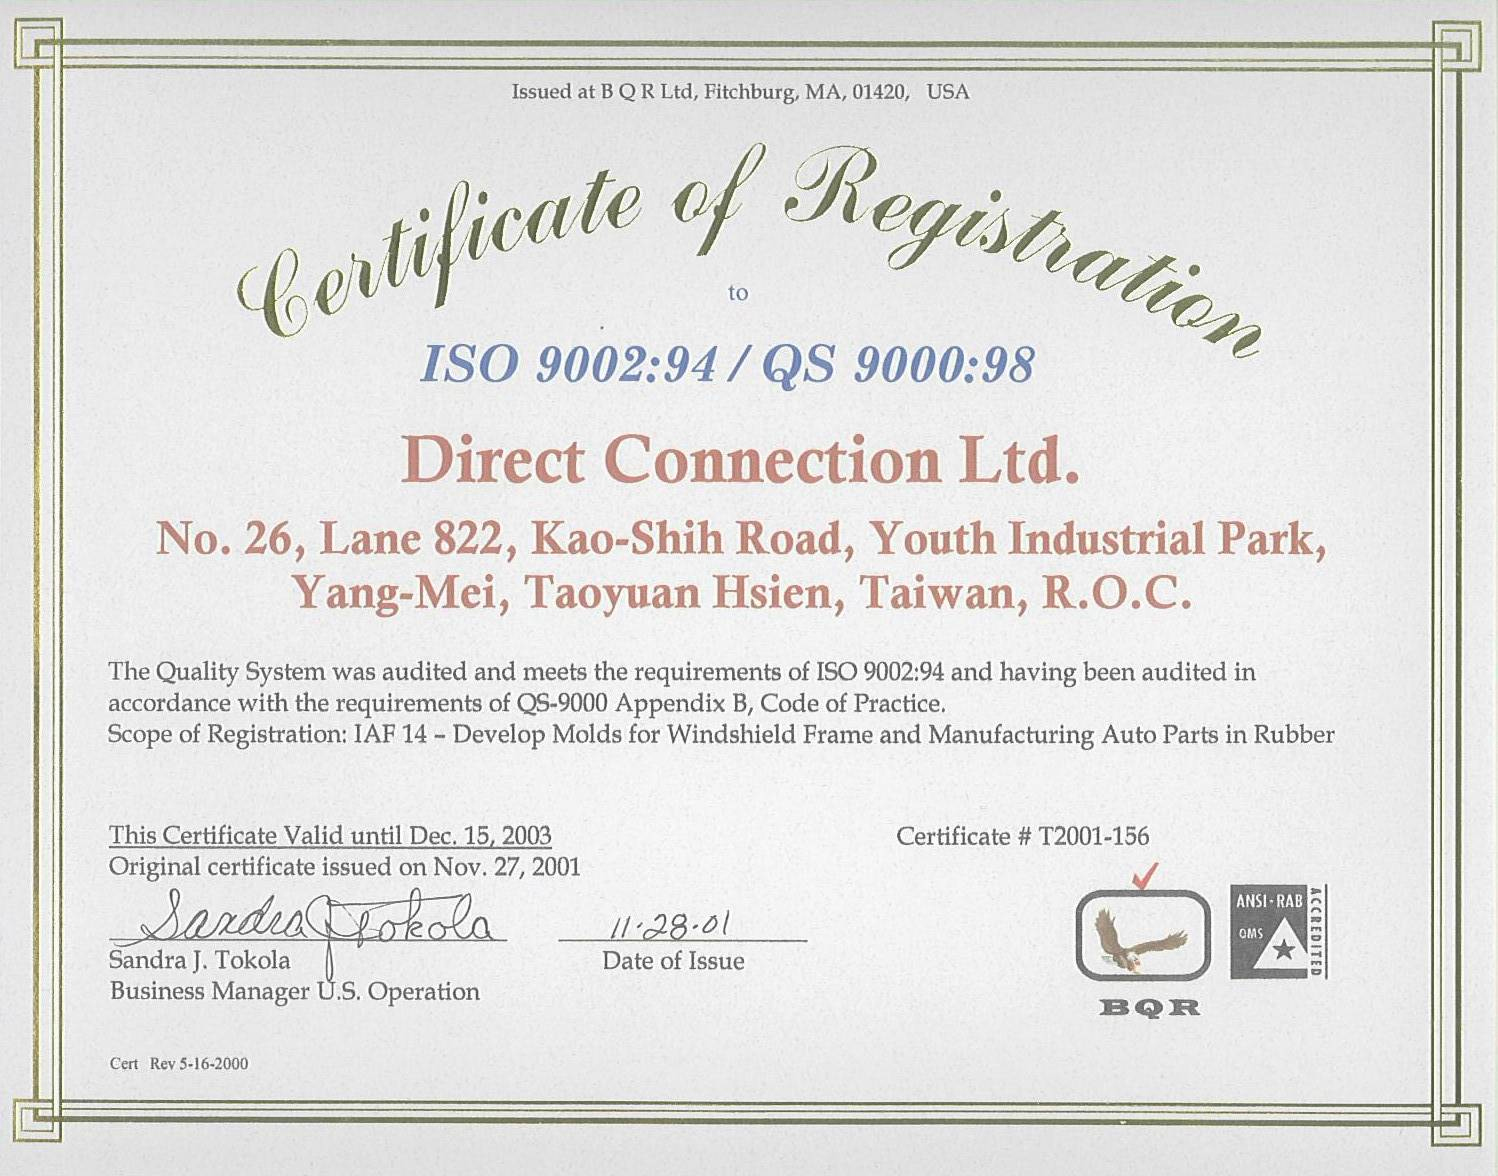 Issued at B Q R Ltd, Fitchburg, MA, 01420, USA
Certificate of Registration
to
ISO 9002:94 / QS 9000:98
Direct Connection Ltd.
No. 26, Lane 822, Kao-Shih Road, Youth Industrial Park,
Yang-Mei, Taoyuan Hsien, Taiwan, R.O.C.
The Quality System was audited and meets the requirements of ISO 9002:94 and having been audited in
accordance with the requirements of QS-9000 Appendix B, Code of Practice.
Scope of Registration: IAF 14 – Develop Molds for Windshield Frame and Manufacturing Auto Parts in Rubber
This Certificate Valid until Dec. 15, 2003
Certificate # T2001-156
Original certificate issued on Nov. 27, 2001
Sandra J Tokola
11·28·01
Sandra J. Tokola
Date of Issue
Business Manager U.S. Operation
BQR
ANSI·RAB
QMS
ACCREDITED
Cert Rev 5-16-2000